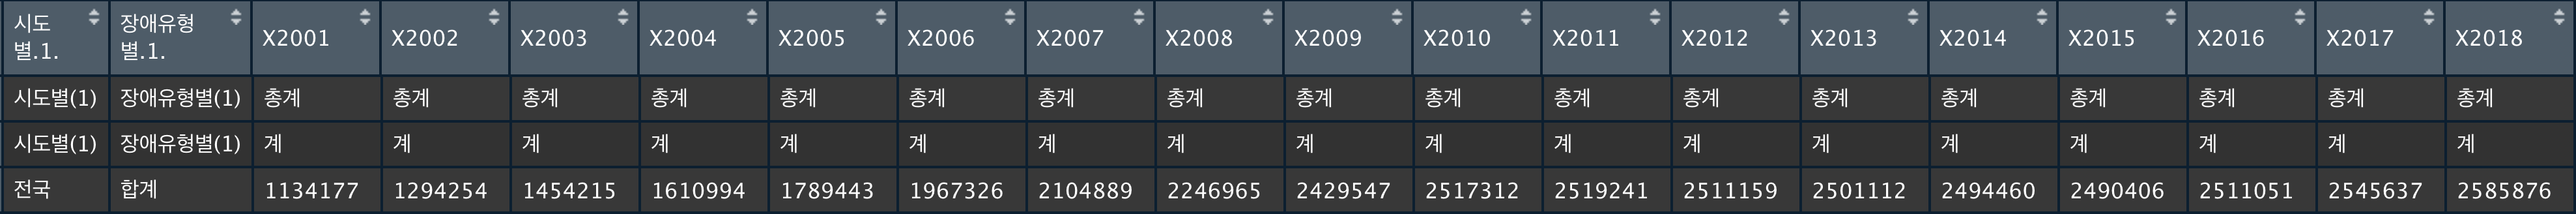 시도별.1. 장애유형별.1. X2001 X2002 X2003 X2004 X2005 X2006 X2007 X2008 X2009 X2010 X2011 X2012 X2013 X2014 X2015 X2016 X2017 X2018
시도별(1) 장애유형별(1) 총계 총계 총계 총계 총계 총계 총계 총계 총계 총계 총계 총계 총계 총계 총계 총계 총계 총계
시도별(1) 장애유형별(1) 계 계 계 계 계 계 계 계 계 계 계 계 계 계 계 계 계 계
전국 합계 1134177 1294254 1454215 1610994 1789443 1967326 2104889 2246965 2429547 2517312 2519241 2511159 2501112 2494460 2490406 2511051 2545637 2585876